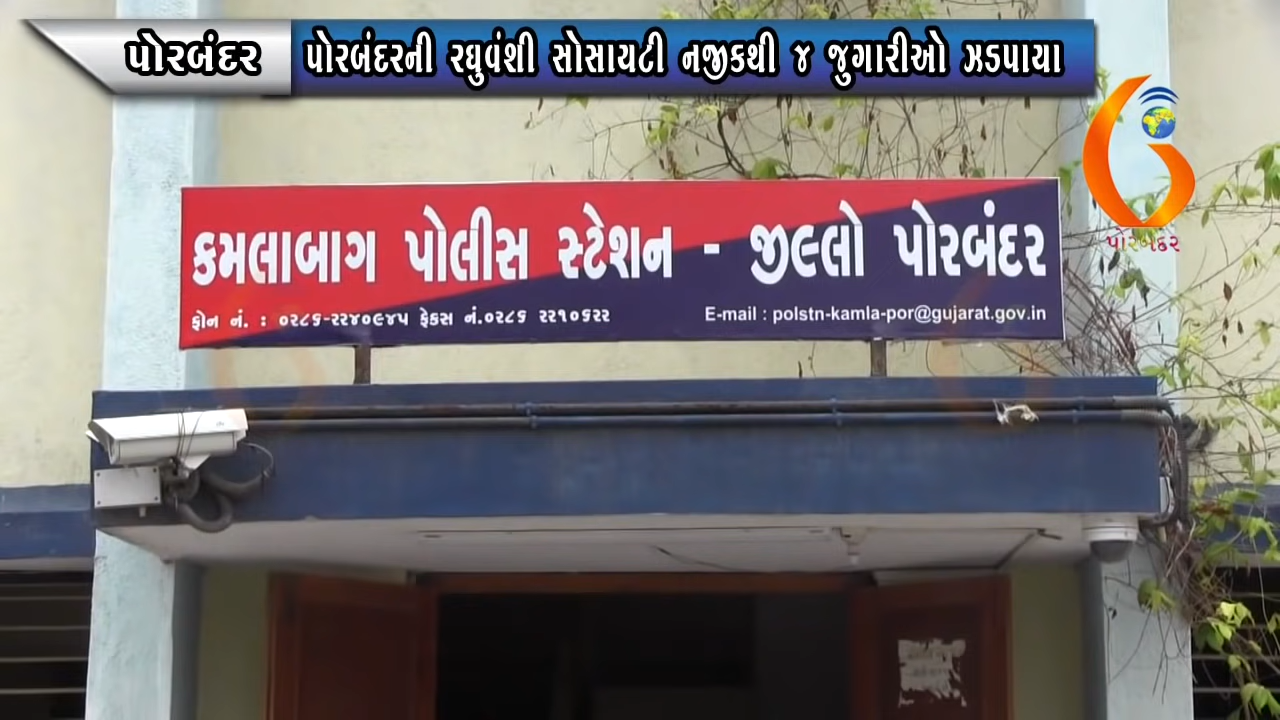 પોરબંદર
પોરબંદરની રઘુવંશી સોસાયટી નજીકથી ૪ જુગારીઓ ઝડપાયા
પોરબંદર
કમલાબાગ પોલીસ સ્ટેશન - જીલ્લો પોરબંદર
ફોન નં. : ૦૨૮૬-૨૨૪૦૯૪૫ ફેકસ નં.૦૨૮૬ ૨૨૧૦૬૨૨
E-mail : polstn-kamla-por@gujarat.gov.in